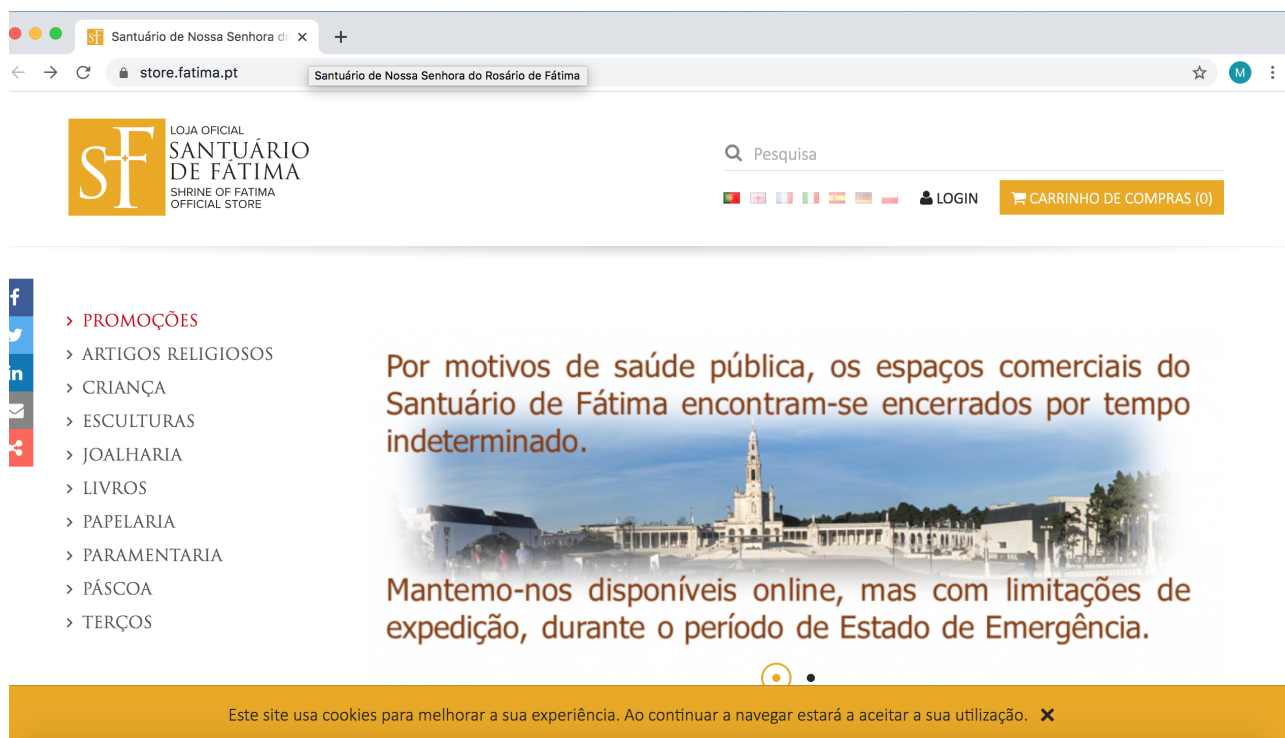 Santuário de Nossa Senhora d
store.fatima.pt
Santuário de Nossa Senhora do Rosário de Fátima
M
SF
LOJA OFICIAL
SANTUÁRIO
DE FÁTIMA
SHRINE OF FATIMA
OFFICIAL STORE
Pesquisa
LOGIN
CARRINHO DE COMPRAS (0)
PROMOÇÕES
ARTIGOS RELIGIOSOS
CRIANÇA
ESCULTURAS
JOALHARIA
LIVROS
PAPELARIA
PARAMENTARIA
PÁSCOA
TERÇOS
Por motivos de saúde pública, os espaços comerciais do
Santuário de Fátima encontram-se encerrados por tempo
indeterminado.
Mantemo-nos disponíveis online, mas com limitações de
expedição, durante o período de Estado de Emergência.
Este site usa cookies para melhorar a sua experiência. Ao continuar a navegar estará a aceitar a sua utilização.